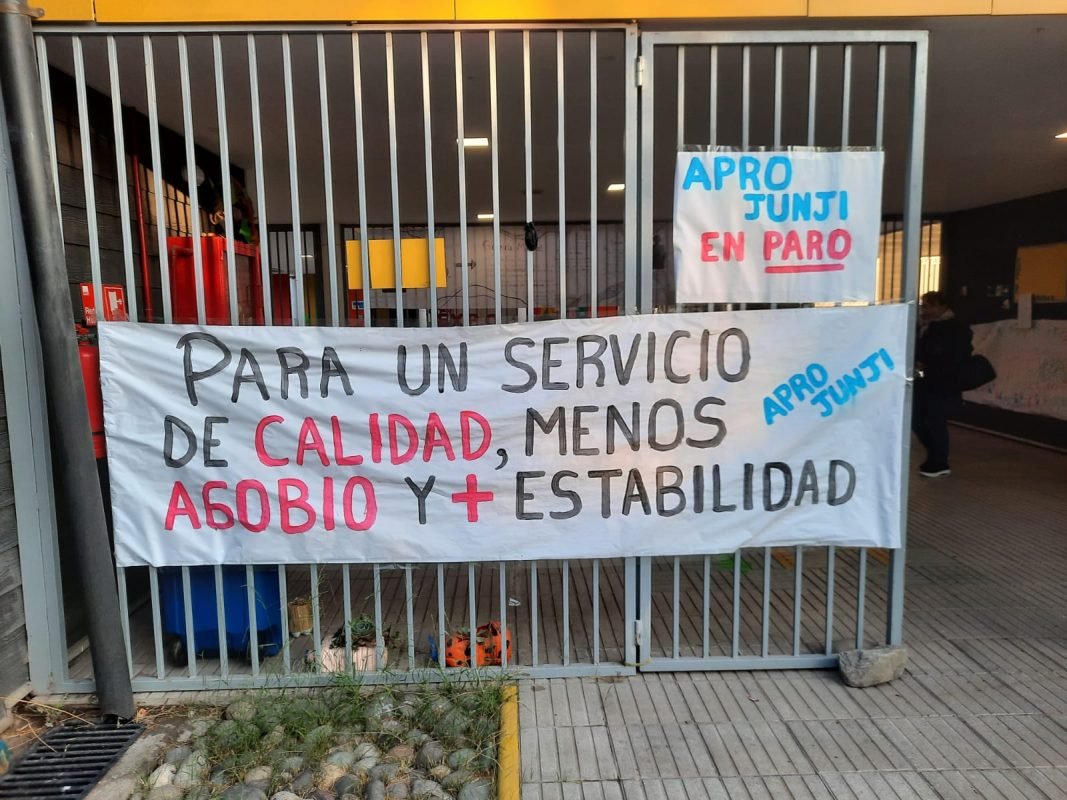 APRO
JUNJI
EN PARO
PARA UN SERVICIO
DE CALIDAD, MENOS
AGOBIO Y + ESTABILIDAD
APRO
JUNJI